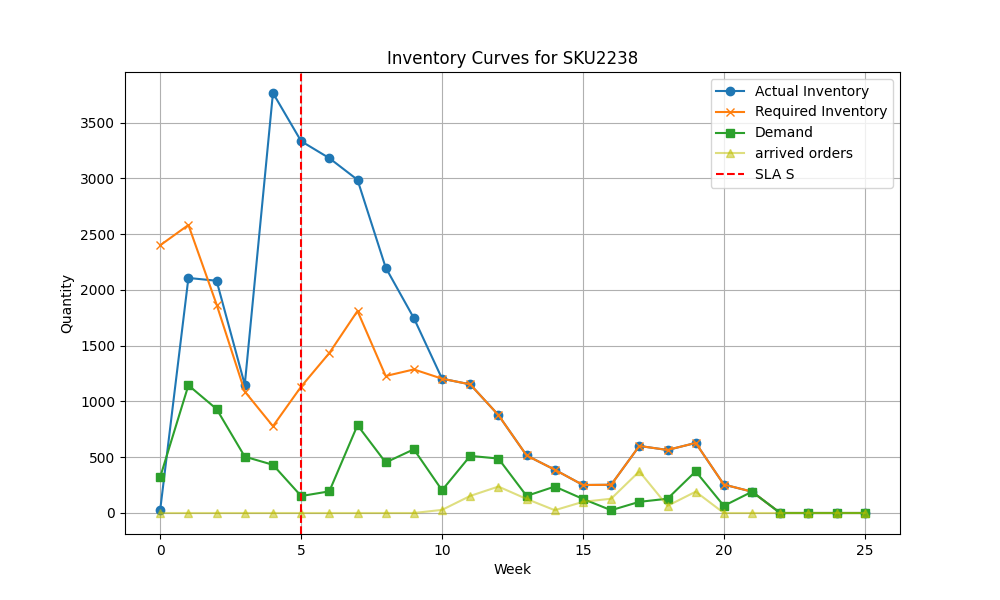 Inventory Curves for SKU2238
Actual Inventory
Required Inventory
Demand
arrived orders
SLA S
Quantity
3500
3000
2500
2000
1500
1000
500
0
0 5 10 15 20 25
Week